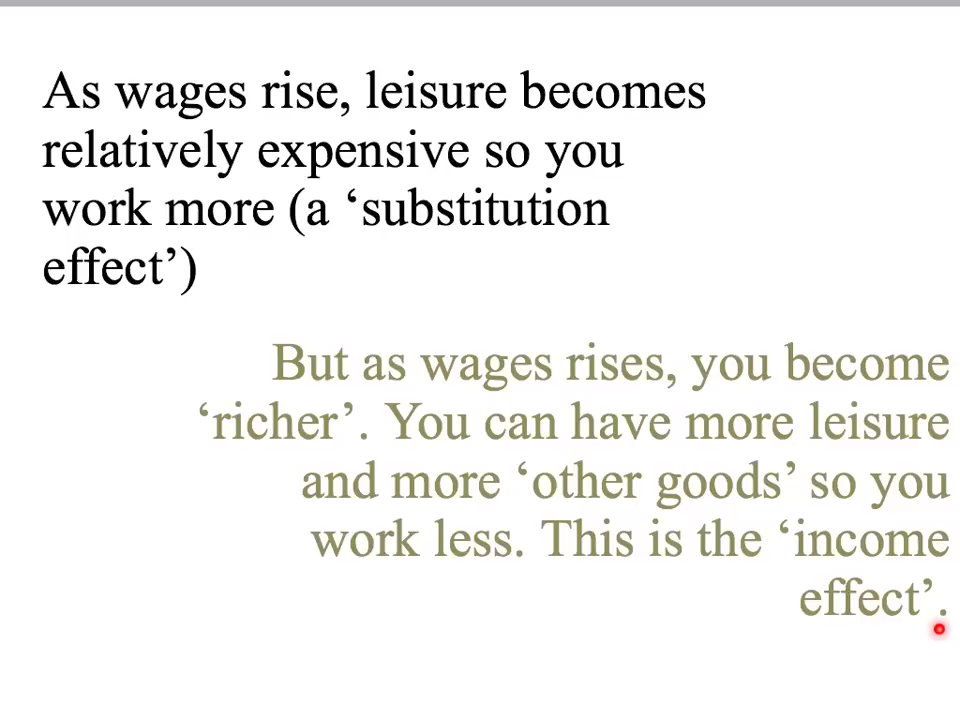 As wages rise, leisure becomes
relatively expensive so you
work more (a ‘substitution
effect’)
But as wages rises, you become
‘richer’. You can have more leisure
and more ‘other goods’ so you
work less. This is the ‘income
effect’.